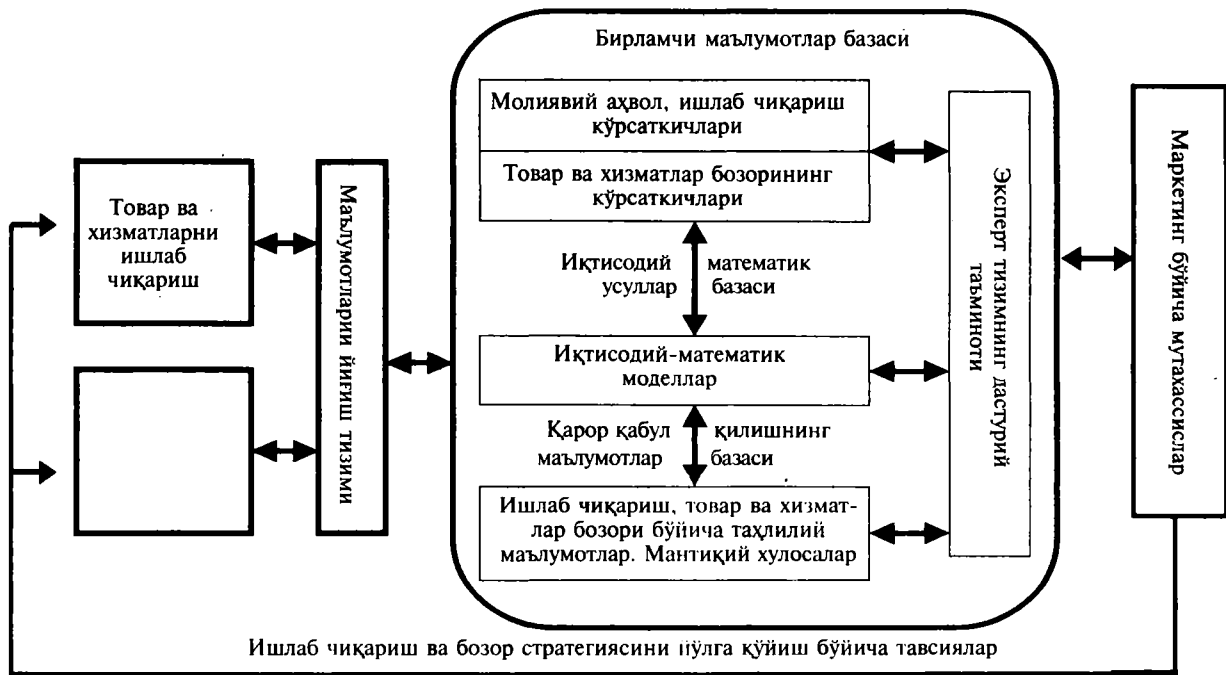 Бирламчи маълумотлар базаси
Молиявий аҳвол, ишлаб чиқариш
кўрсаткичлари
Товар ва хизматлар бозорининг
кўрсаткичлари
Иқтисодий математик
усуллар базаси
Иқтисодий-математик
моделлар
Қарор қабул қилишнинг
маълумотлар базаси
Ишлаб чиқариш, товар ва хизмат-
лар бозори бўйича таҳлилий
маълумотлар. Мантиқий хулосалар
Товар ва
хизматларни
ишлаб
чиқариш
Маълумотларни йиғиш тизими
Эксперт тизимнинг дастурий
таъминоти
Маркетинг бўйича мутахассислар
Ишлаб чиқариш ва бозор стратегиясини йўлга қўйиш бўйича тавсиялар